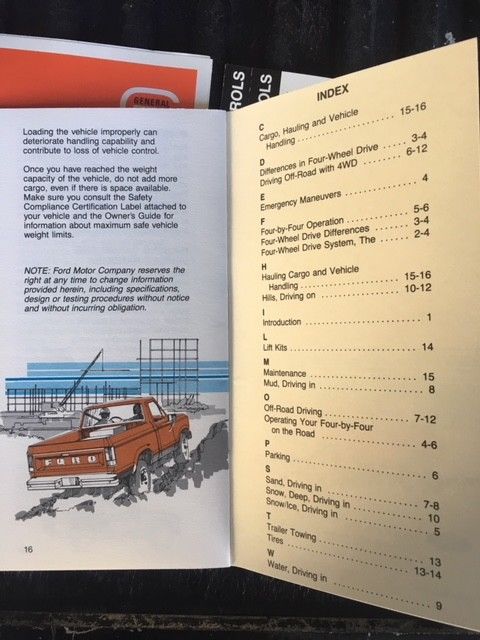 GENERAL
ROLS
OLS
Loading the vehicle improperly can
deteriorate handling capability and
contribute to loss of vehicle control.
Once you have reached the weight
capacity of the vehicle, do not add more
cargo, even if there is space available.
Make sure you consult the Safety
Compliance Certification Label attached to
your vehicle and the Owner's Guide for
information about maximum safe vehicle
weight limits.
NOTE: Ford Motor Company reserves the
right at any time to change information
provided herein, including specifications,
design or testing procedures without notice
and without incurring obligation.
FORD
16
INDEX
C
Cargo, Hauling and Vehicle
Handling .................... 15-16
D
Differences in Four-Wheel Drive ...... 3-4
Driving Off-Road with 4WD ........ 6-12
E
Emergency Maneuvers .............. 4
F
Four-by-Four Operation ............ 5-6
Four-Wheel Drive Differences ....... 3-4
Four-Wheel Drive System, The ...... 2-4
H
Hauling Cargo and Vehicle
Handling .................... 15-16
Hills, Driving on ................ 10-12
I
Introduction ..................... 1
L
Lift Kits ........................ 14
M
Maintenance .................... 15
Mud, Driving in .................. 8
O
Off-Road Driving ................ 7-12
Operating Your Four-by-Four
on the Road .................... 4-6
P
Parking ........................ 6
S
Sand, Driving in ................ 7-8
Snow, Deep, Driving in ............ 10
Snow/Ice, Driving in .............. 5
T
Trailer Towing ................... 13
Tires ......................... 13-14
W
Water, Driving in ................. 9